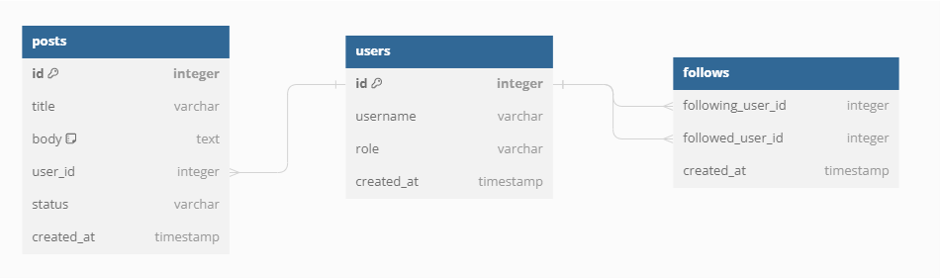 posts
id integer
title varchar
body text
user_id integer
status varchar
created_at timestamp
users
id integer
username varchar
role varchar
created_at timestamp
follows
following_user_id integer
followed_user_id integer
created_at timestamp